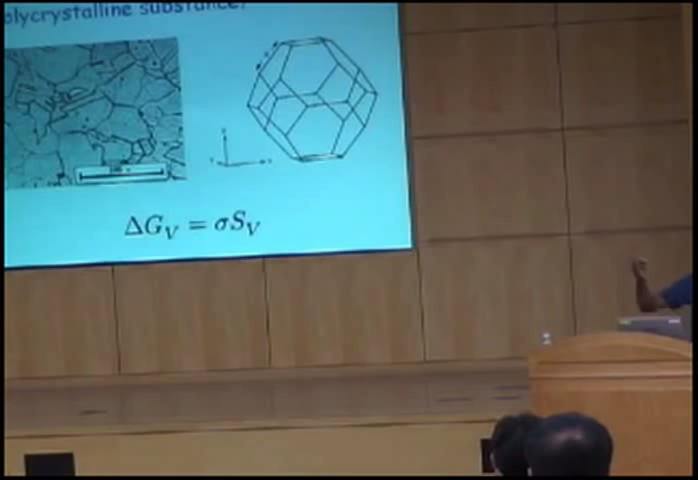 olycrystalline substance?
ΔG_V = σS_V